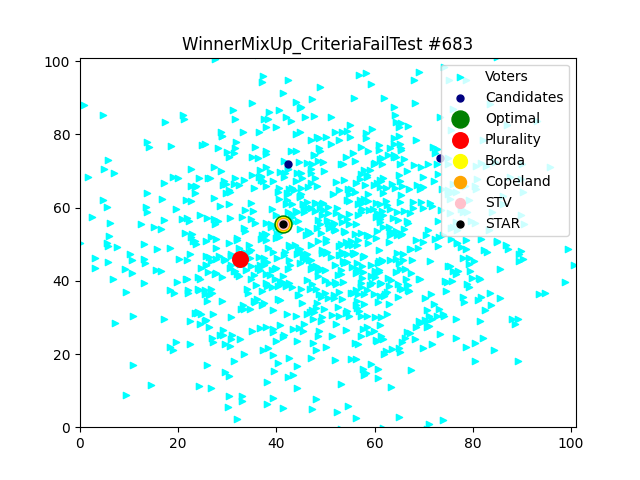 WinnerMixUp_CriteriaFailTest #683
Voters
Candidates
Optimal
Plurality
Borda
Copeland
STV
STAR
100
80
60
40
20
0
0 20 40 60 80 100